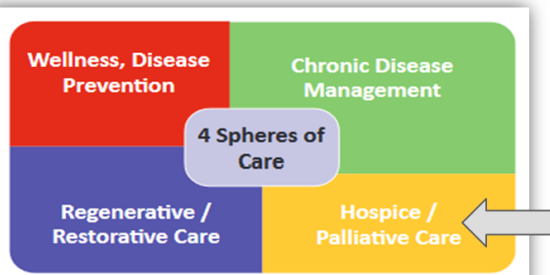 Wellness, Disease
Prevention
Chronic Disease
Management
4 Spheres of
Care
Regenerative /
Restorative Care
Hospice /
Palliative Care